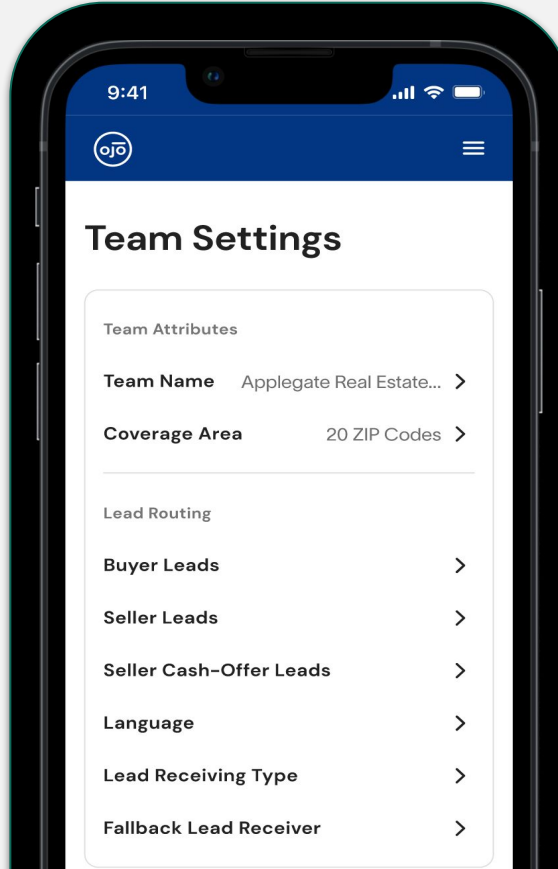 9:41
ojō
Team Settings
Team Attributes
Team Name Applegate Real Estate...
Coverage Area 20 ZIP Codes
Lead Routing
Buyer Leads
Seller Leads
Seller Cash-Offer Leads
Language
Lead Receiving Type
Fallback Lead Receiver